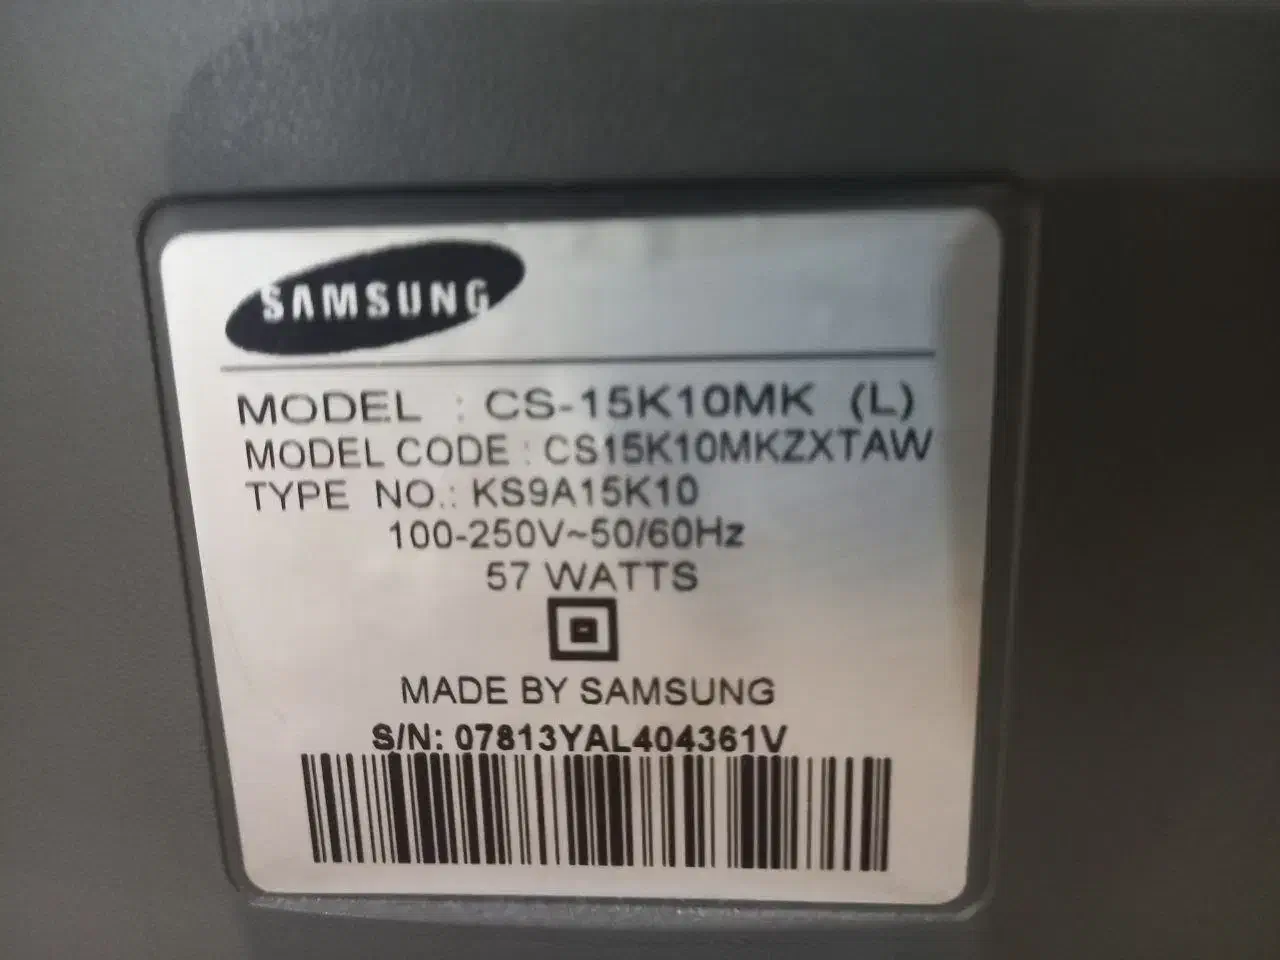 SAMSUNG
MODEL : CS-15K10MK (L)
MODEL CODE : CS15K10MKZXTAW
TYPE NO.: KS9A15K10
100-250V~50/60Hz
57 WATTS
MADE BY SAMSUNG
S/N: 07813YAL404361V